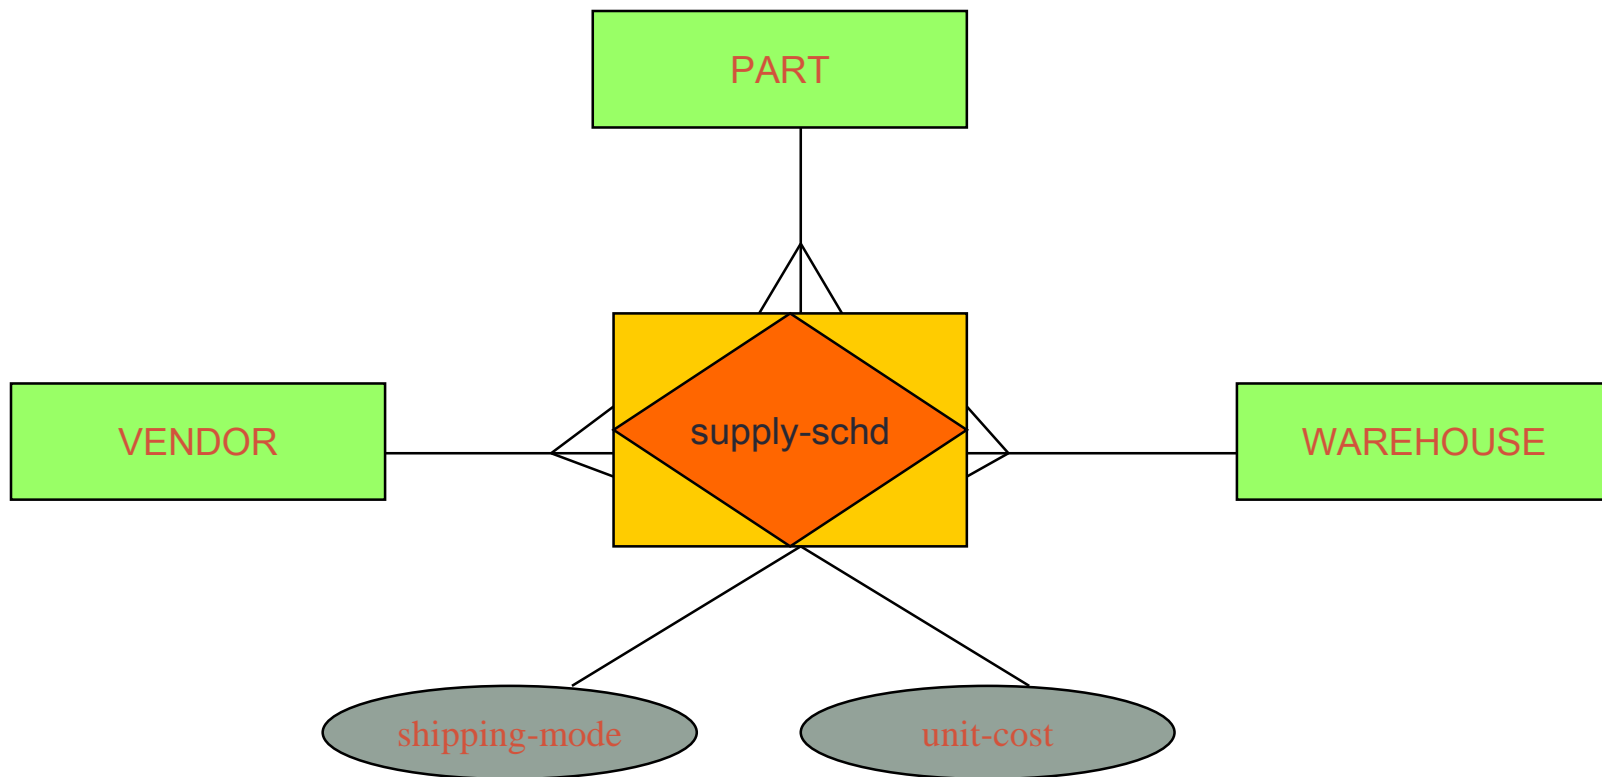 PART
VENDOR
supply-schd
WAREHOUSE
shipping-mode
unit-cost